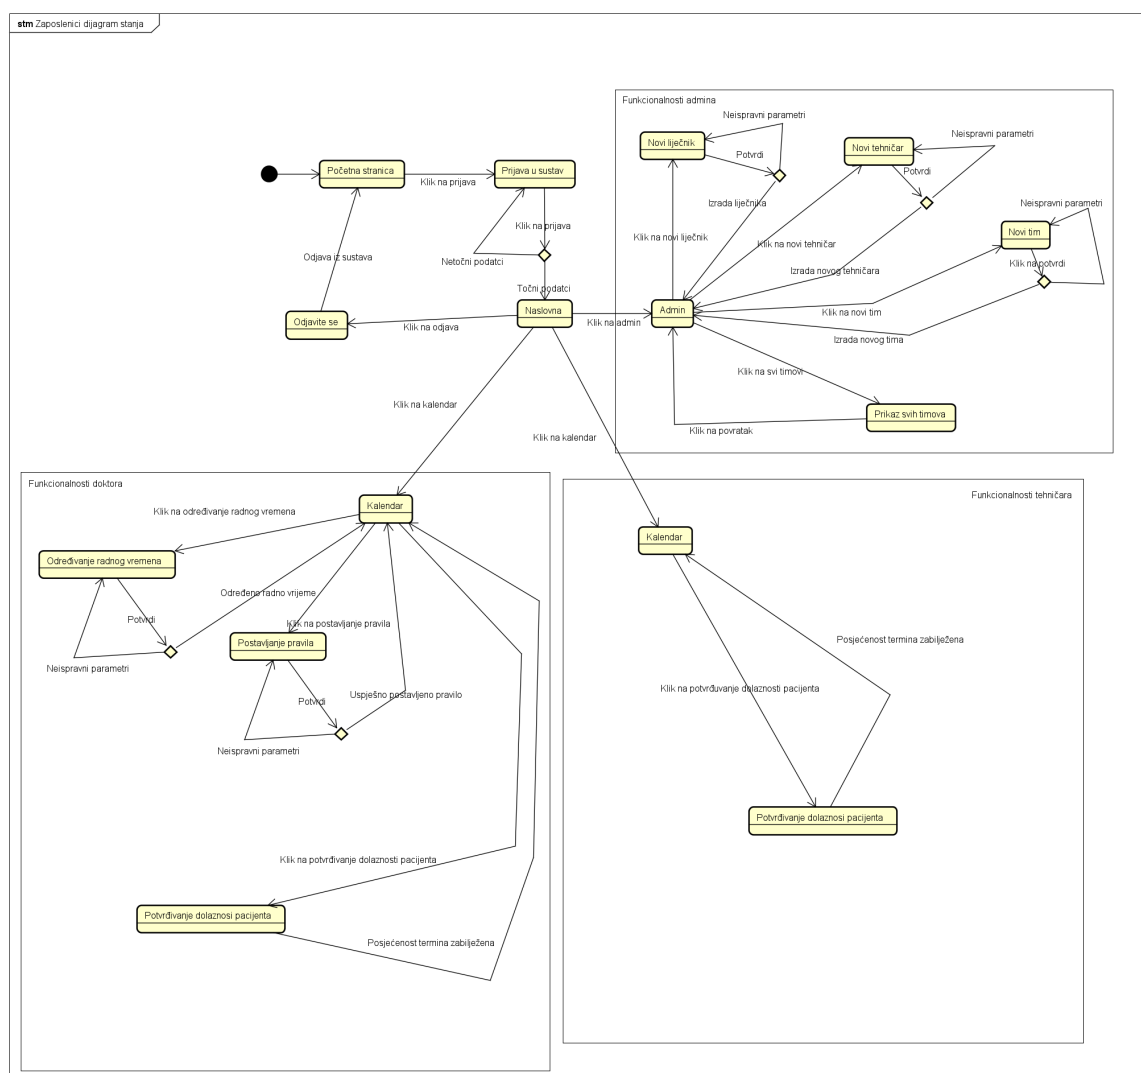 stm Zaposlenici dijagram stanja
Funkcionalnosti admina
Neispravni parametri
Novi liječnik
Potvrdi
Novi tehničar
Neispravni parametri
Potvrdi
Početna stranica
Klik na prijava
Prijava u sustav
Izrada liječnika
Neispravni parametri
Klik na prijava
Klik na novi liječnik
Klik na novi tehničar
Novi tim
Klik na potvrdi
Odjava iz sustava
Netočni podatci
Izrada novog tehničara
Točni podatci
Naslovna
Klik na admin
Admin
Klik na novi tim
Odjavite se
Klik na odjava
Izrada novog tima
Klik na svi timovi
Klik na kalendar
Prikaz svih timova
Klik na povratak
Klik na kalendar
Funkcionalnosti doktora
Funkcionalnosti tehničara
Kalendar
Klik na određivanje radnog vremena
Kalendar
Određivanje radnog vremena
Određeno radno vrijeme
Potvrdi
Klik na postavljanje pravila
Postavljanje pravila
Neispravni parametri
Posjećenost termina zabilježena
Klik na potvrđuvanje dolaznosti pacijenta
Uspješno postavljeno pravilo
Potvrdi
Neispravni parametri
Potvrđivanje dolaznosi pacijenta
Klik na potvrđivanje dolaznosti pacijenta
Potvrđivanje dolaznosi pacijenta
Posjećenost termina zabilježena